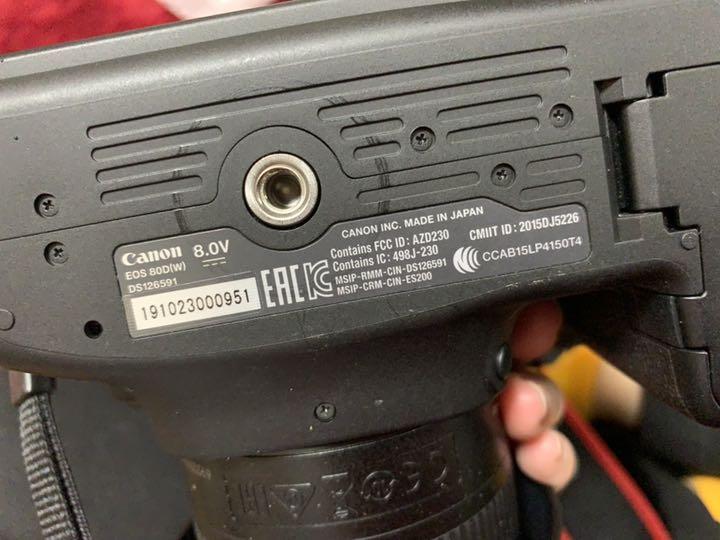 Canon 8.0V
EOS 80D(W)
DS126591
191023000951
EAC
CANON INC. MADE IN JAPAN
Contains FCC ID : AZD230
Contains IC : 498J-230
MSIP-RMM-CIN-DS126591
MSIP-CRM-CIN-ES200
CMIIT ID : 2015DJ5226
CCAB15LP4150T4